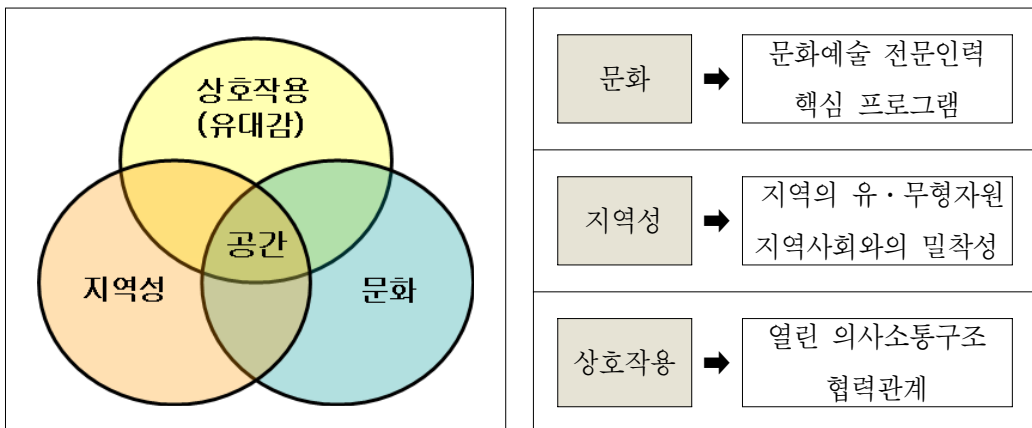 상호작용
(유대감)
공간
지역성
문화
문화
문화예술 전문인력
핵심 프로그램
지역성
지역의 유·무형자원
지역사회와의 밀착성
상호작용
열린 의사소통구조
협력관계